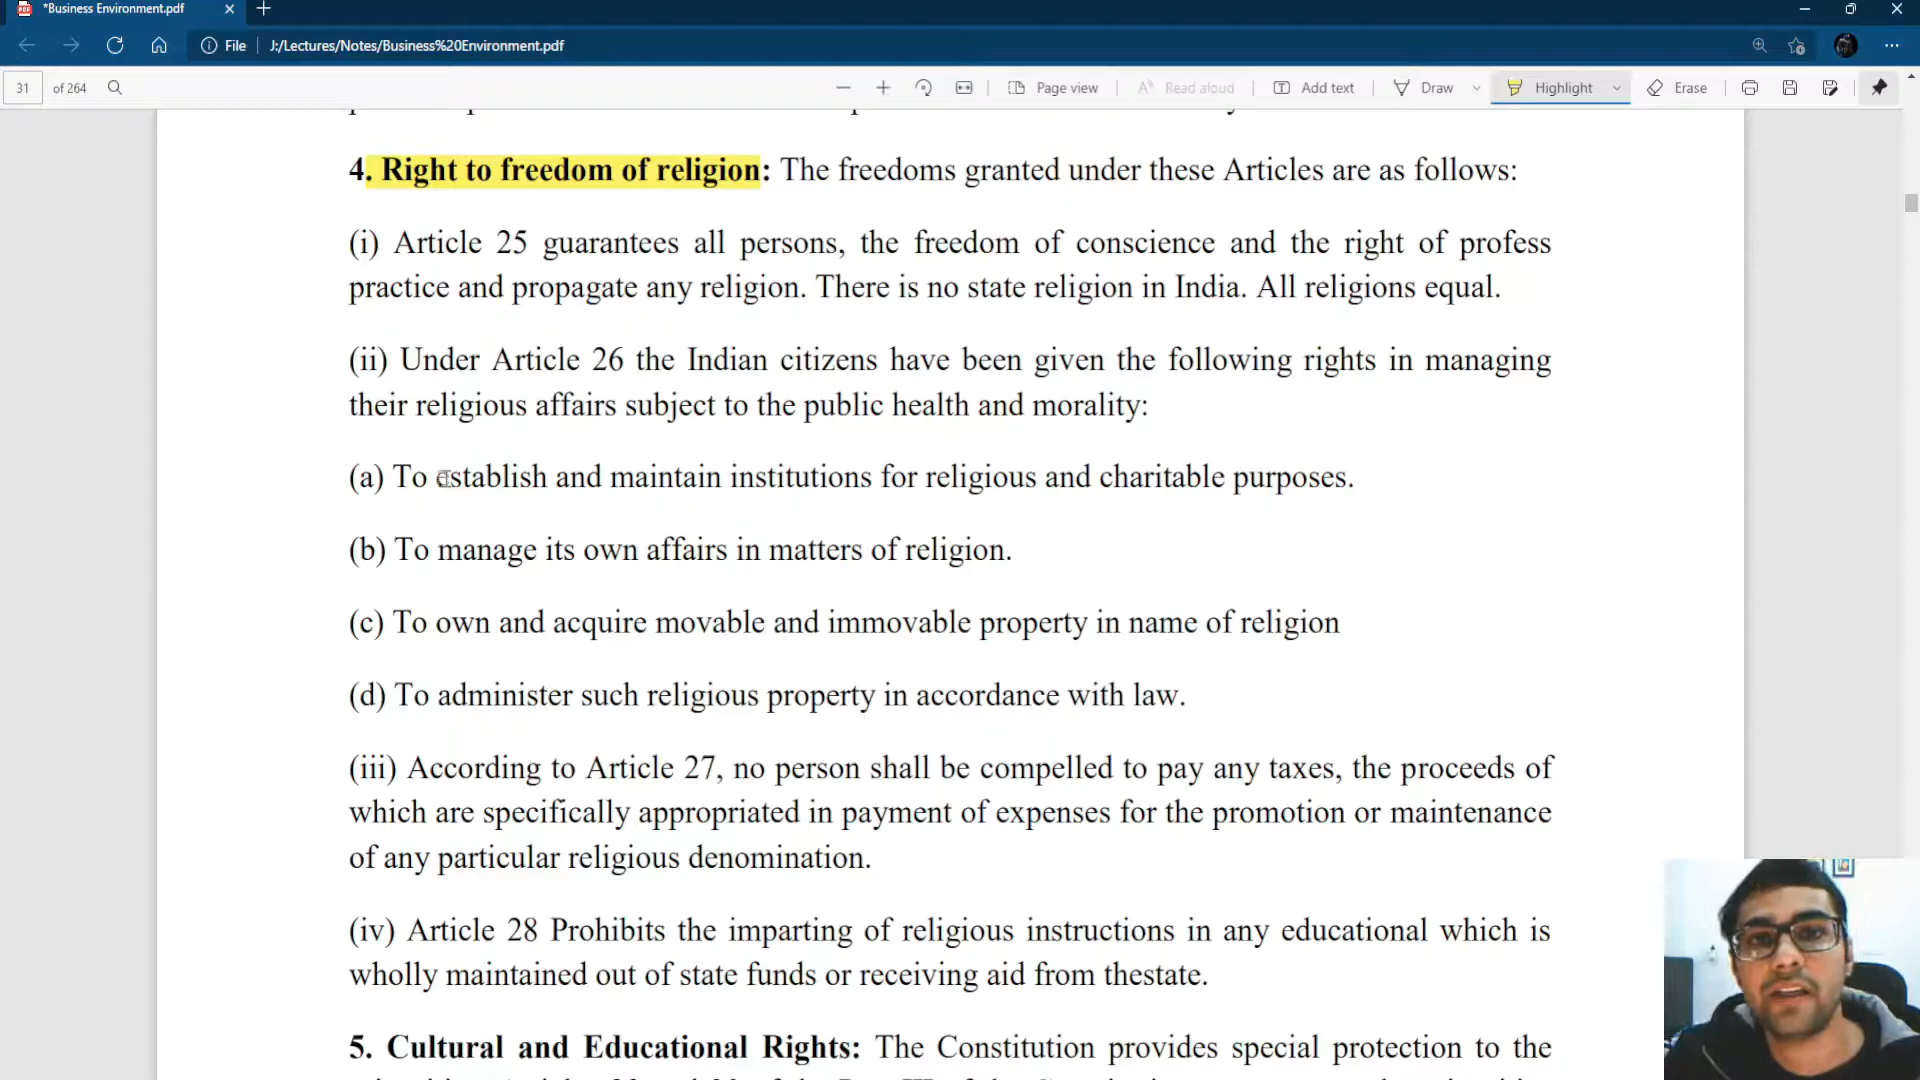 *Business Environment.pdf
File J:/Lectures/Notes/Business%20Environment.pdf
31 of 264 Page view Read aloud Add text Draw Highlight Erase
4. Right to freedom of religion: The freedoms granted under these Articles are as follows:
(i) Article 25 guarantees all persons, the freedom of conscience and the right of profess
practice and propagate any religion. There is no state religion in India. All religions equal.
(ii) Under Article 26 the Indian citizens have been given the following rights in managing
their religious affairs subject to the public health and morality:
(a) To establish and maintain institutions for religious and charitable purposes.
(b) To manage its own affairs in matters of religion.
(c) To own and acquire movable and immovable property in name of religion
(d) To administer such religious property in accordance with law.
(iii) According to Article 27, no person shall be compelled to pay any taxes, the proceeds of
which are specifically appropriated in payment of expenses for the promotion or maintenance
of any particular religious denomination.
(iv) Article 28 Prohibits the imparting of religious instructions in any educational which is
wholly maintained out of state funds or receiving aid from thestate.
5. Cultural and Educational Rights: The Constitution provides special protection to the